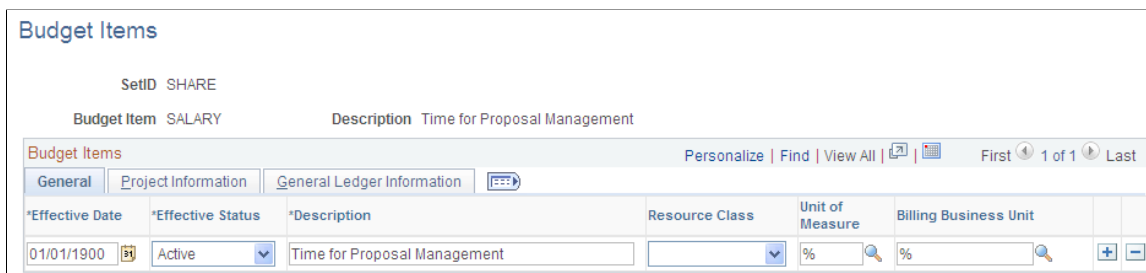 Budget Items
SetID SHARE
Budget Item SALARY Description Time for Proposal Management
Budget Items Personalize | Find | View All | | First 1 of 1 Last
General Project Information General Ledger Information
*Effective Date *Effective Status *Description Resource Class Unit of Measure Billing Business Unit
01/01/1900 31 Active Time for Proposal Management % % + −